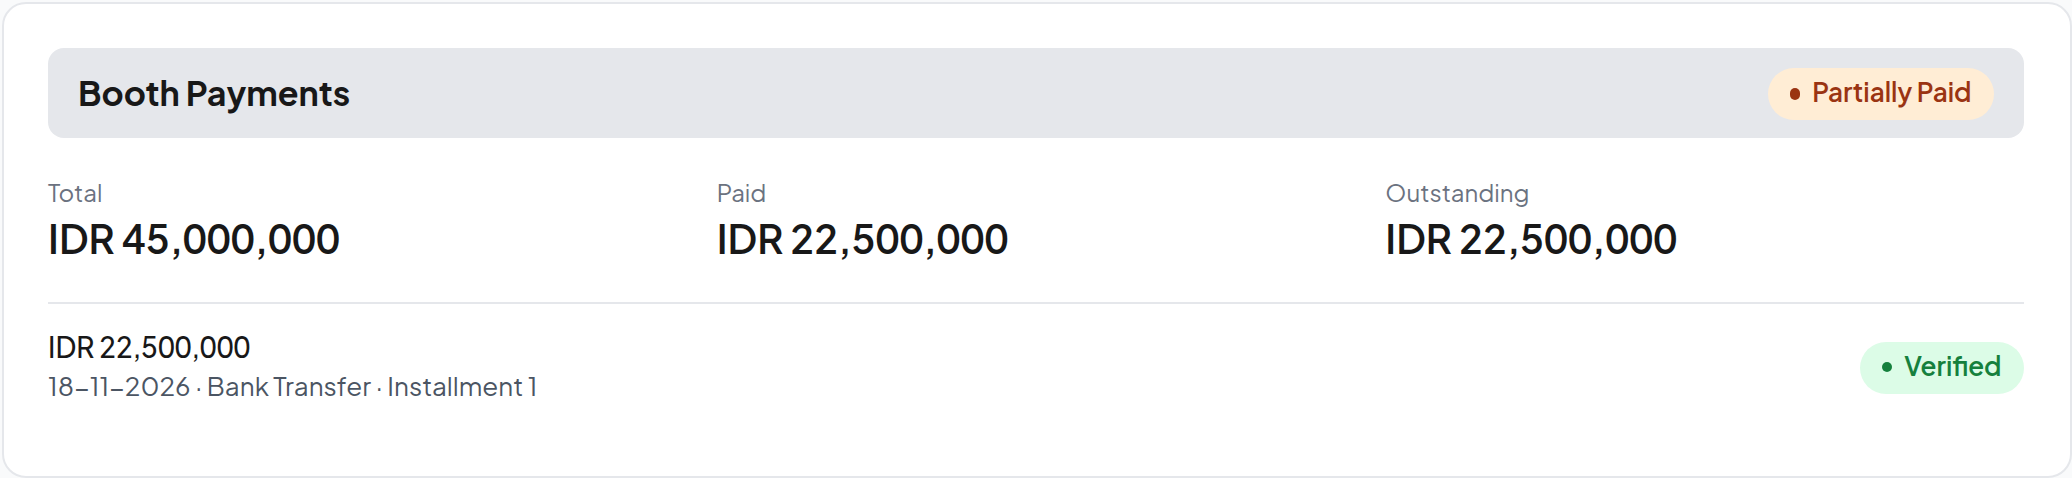 Booth Payments
Partially Paid
Total
Paid
Outstanding
IDR 45,000,000
IDR 22,500,000
IDR 22,500,000
IDR 22,500,000
18-11-2026 · Bank Transfer · Installment 1
Verified